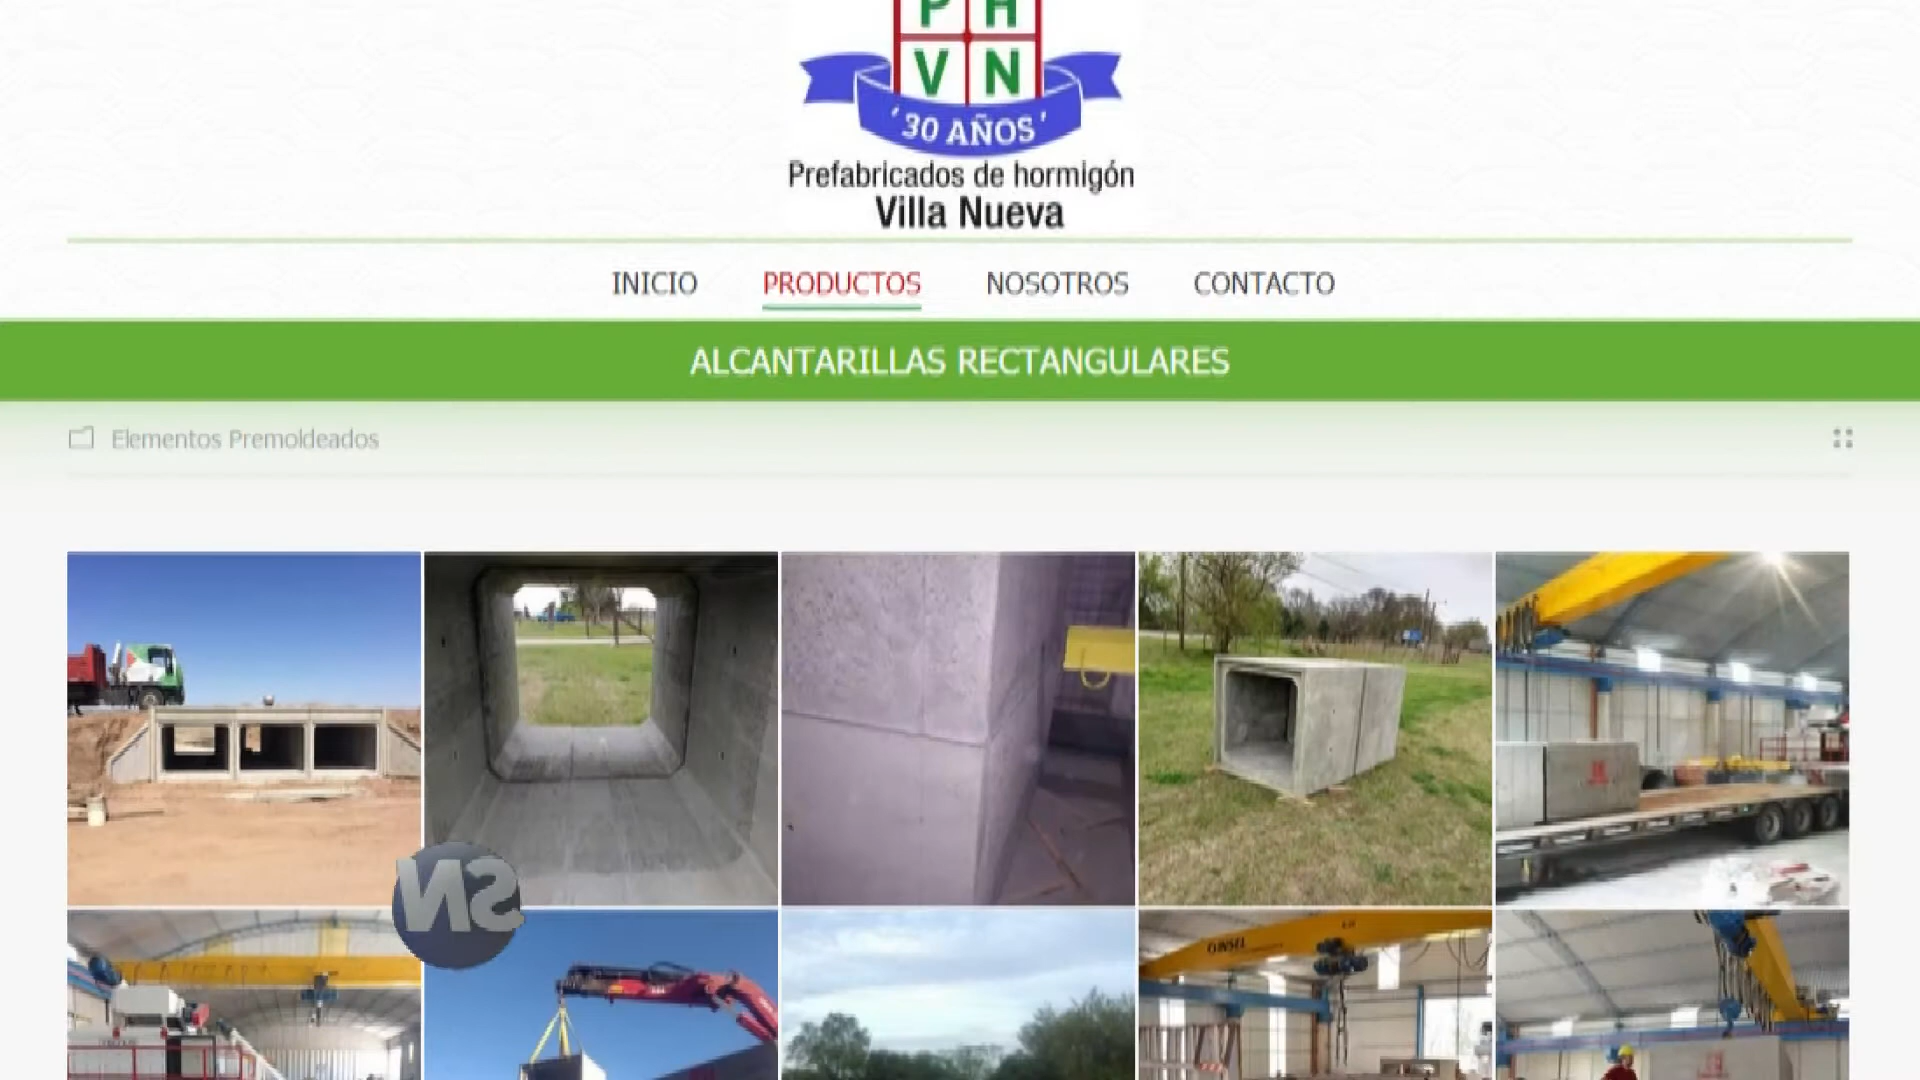 P H
V N
'30 AÑOS'
Prefabricados de hormigón
Villa Nueva
INICIO PRODUCTOS NOSOTROS CONTACTO
ALCANTARILLAS RECTANGULARES
Elementos Premoldeados